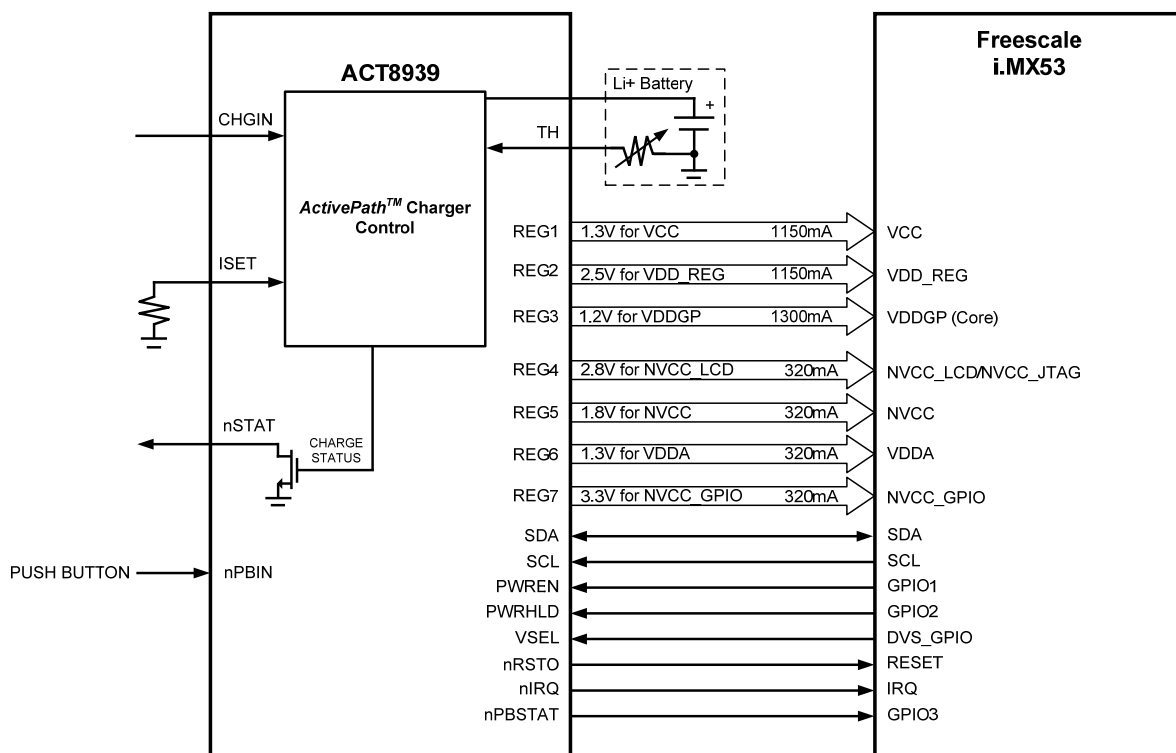 Freescale
i.MX53
ACT8939
Li+ Battery
+
CHGIN
TH
ActivePath™ Charger
Control
ISET
REG1 1.3V for VCC 1150mA VCC
REG2 2.5V for VDD_REG 1150mA VDD_REG
REG3 1.2V for VDDGP 1300mA VDDGP (Core)
REG4 2.8V for NVCC_LCD 320mA NVCC_LCD/NVCC_JTAG
REG5 1.8V for NVCC 320mA NVCC
nSTAT
CHARGE
STATUS
REG6 1.3V for VDDA 320mA VDDA
REG7 3.3V for NVCC_GPIO 320mA NVCC_GPIO
SDA SDA
SCL SCL
PUSH BUTTON nPBIN
PWREN GPIO1
PWRHLD GPIO2
VSEL DVS_GPIO
nRSTO RESET
nIRQ IRQ
nPBSTAT GPIO3